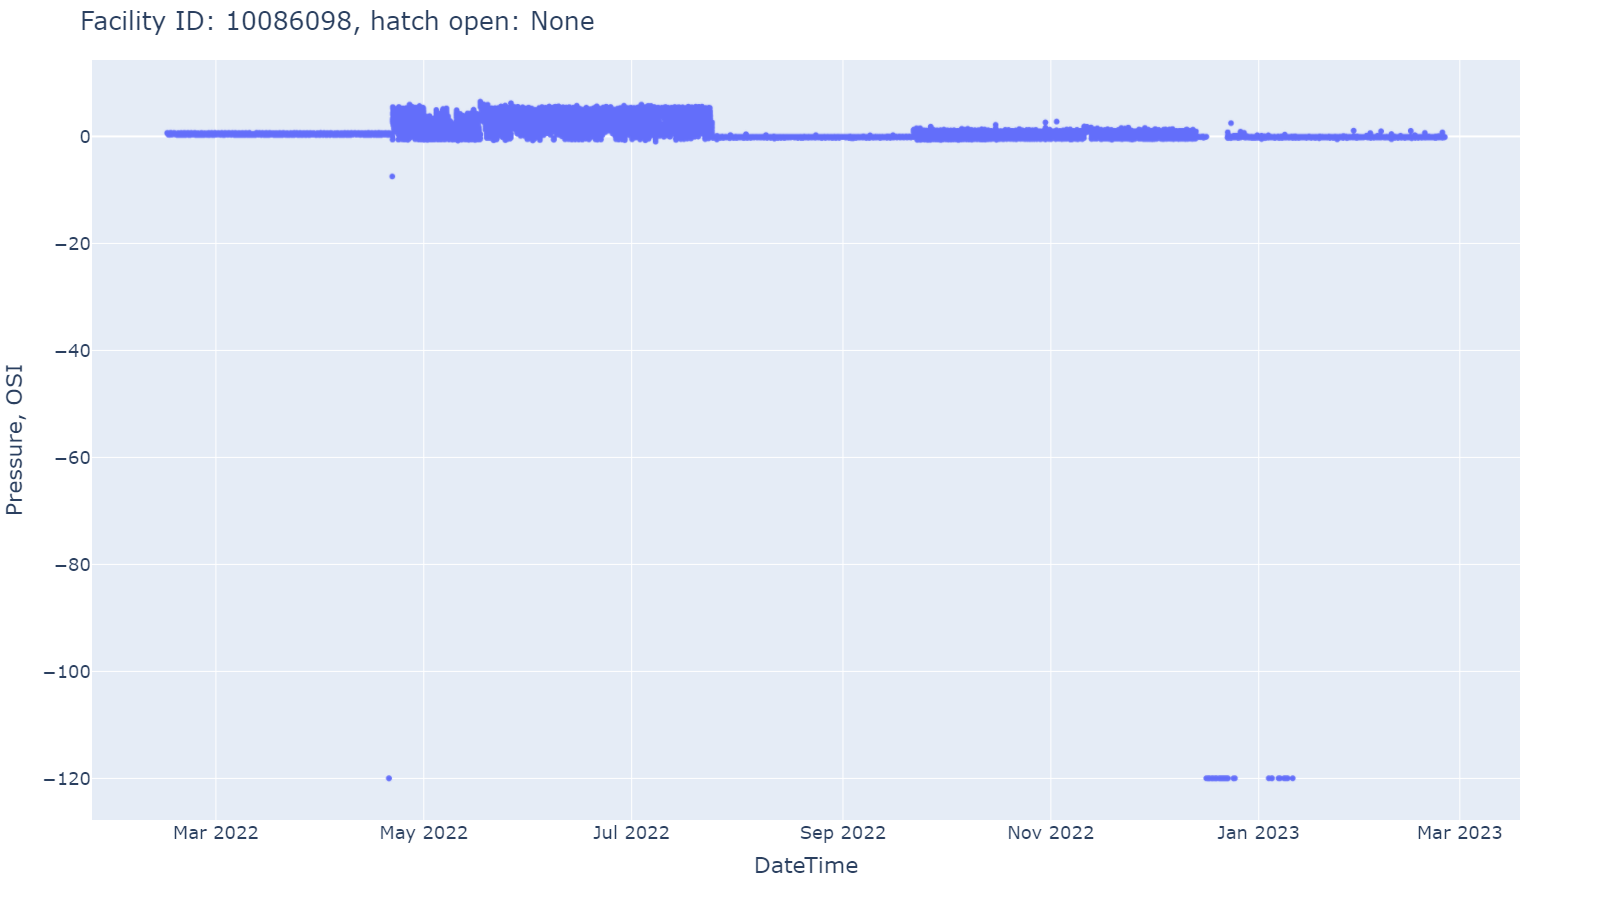 Facility ID: 10086098, hatch open: None
0
−20
−40
−60
−80
−100
−120
Pressure, OSI
Mar 2022 May 2022 Jul 2022 Sep 2022 Nov 2022 Jan 2023 Mar 2023
DateTime